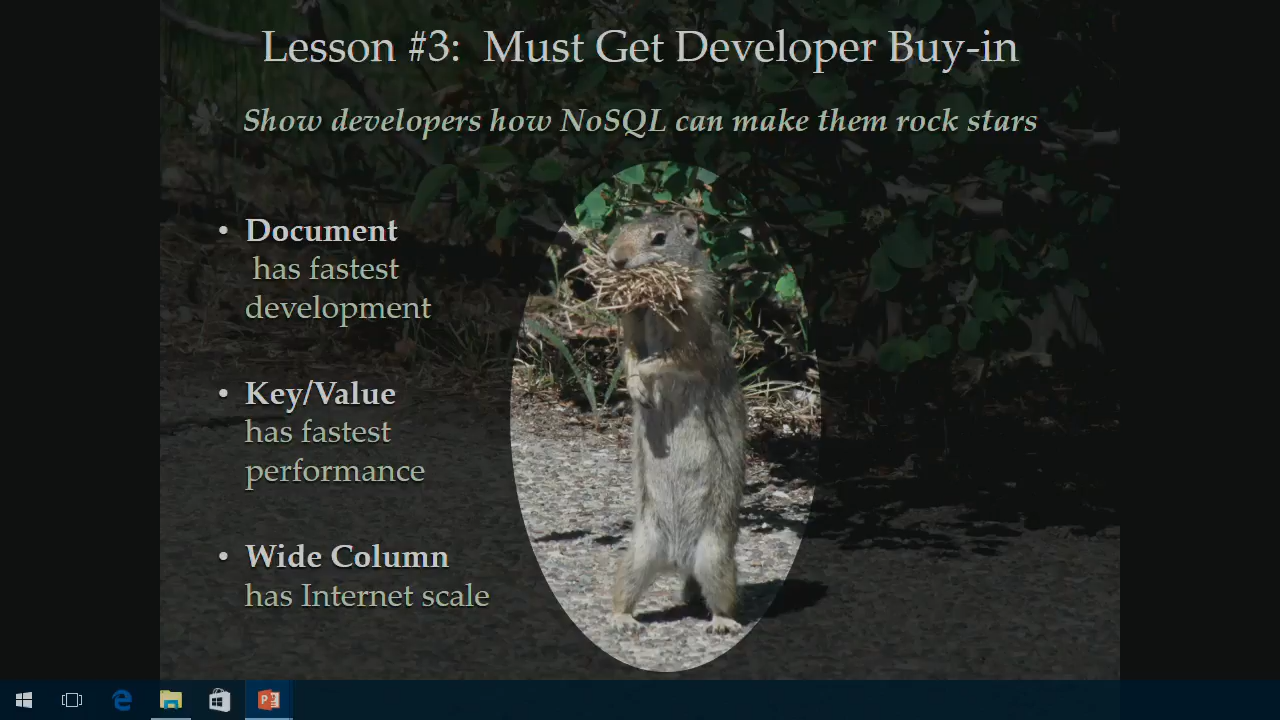 Lesson #3:  Must Get Developer Buy-in
Show developers how NoSQL can make them rock stars
• Document
has fastest
development
• Key/Value
has fastest
performance
• Wide Column
has Internet scale